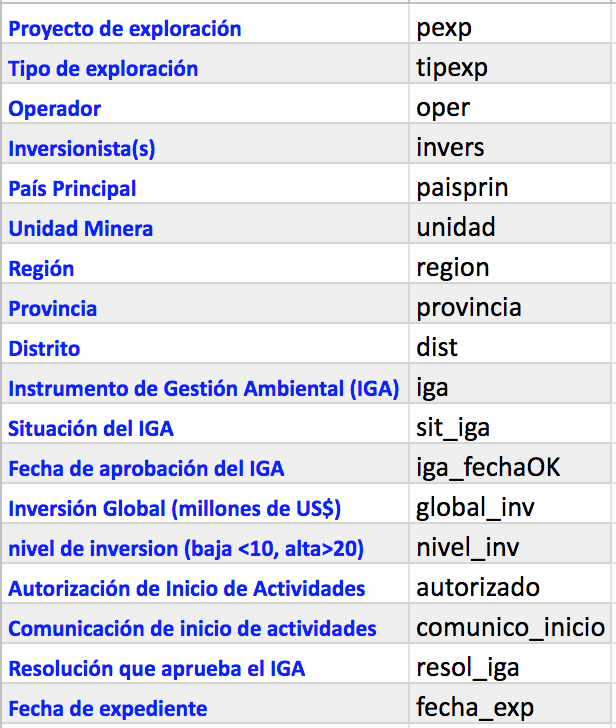 Proyecto de exploración pexp
Tipo de exploración tipexp
Operador oper
Inversionista(s) invers
País Principal paisprin
Unidad Minera unidad
Región region
Provincia provincia
Distrito dist
Instrumento de Gestión Ambiental (IGA) iga
Situación del IGA sit_iga
Fecha de aprobación del IGA iga_fechaOK
Inversión Global (millones de US$) global_inv
nivel de inversion (baja <10, alta>20) nivel_inv
Autorización de Inicio de Actividades autorizado
Comunicación de inicio de actividades comunico_inicio
Resolución que aprueba el IGA resol_iga
Fecha de expediente fecha_exp